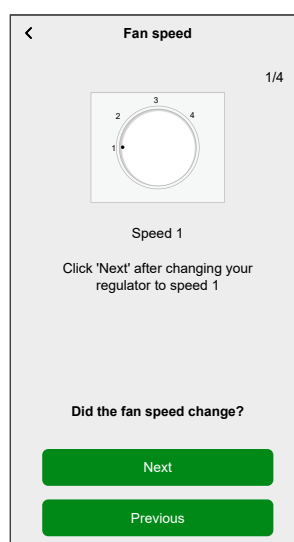 Fan speed
1/4
3
2
4
1
Speed 1
Click 'Next' after changing your
regulator to speed 1
Did the fan speed change?
Next
Previous